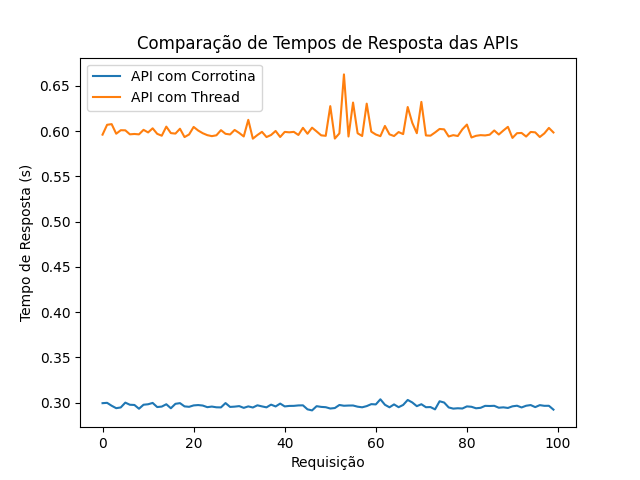 Comparação de Tempos de Resposta das APIs
API com Corrotina
API com Thread
Tempo de Resposta (s)
0.65
0.60
0.55
0.50
0.45
0.40
0.35
0.30
0 20 40 60 80 100
Requisição